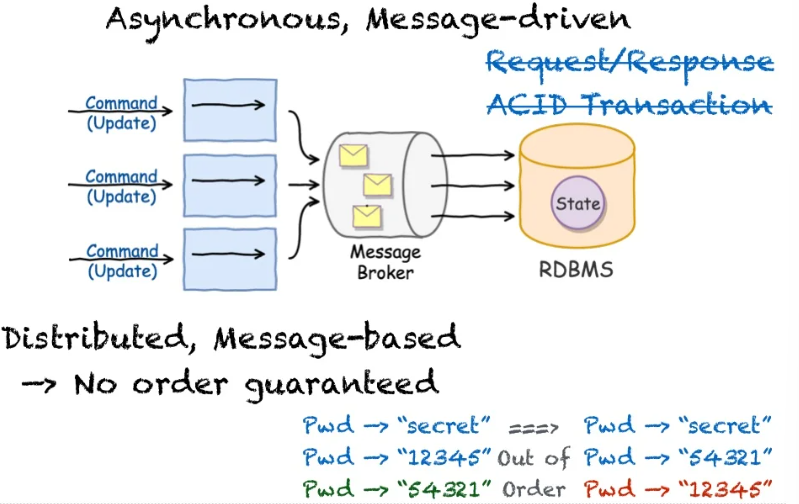 Asynchronous, Message-driven
Request/Response
ACID Transaction
Command
(Update)
Command
(Update)
Command
(Update)
Message
Broker
State
RDBMS
Distributed, Message-based
→ No order guaranteed
Pwd → "secret" ===> Pwd → "secret"
Pwd → "12345" Out of Pwd → "54321"
Pwd → "54321" Order Pwd → "12345"